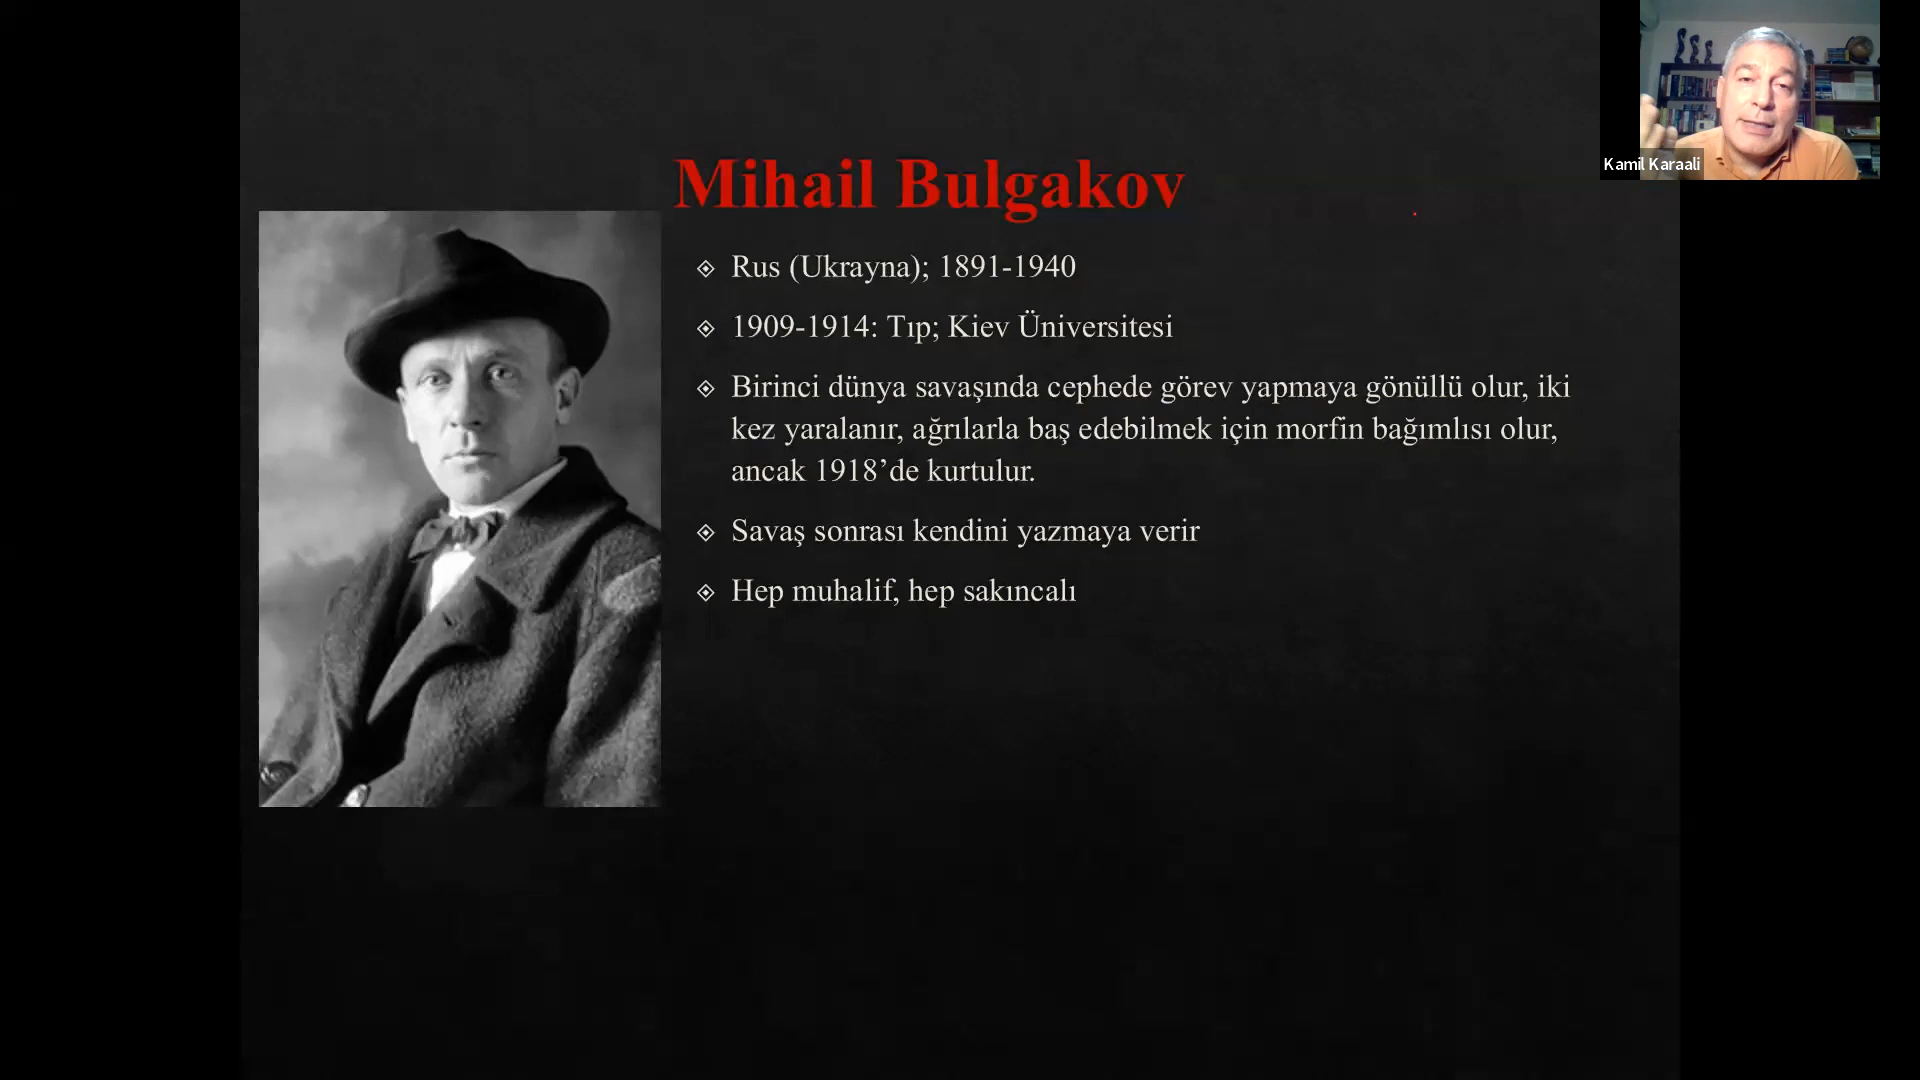 Kamil Karaali
Mihail Bulgakov
Rus (Ukrayna); 1891-1940
1909-1914: Tıp; Kiev Üniversitesi
Birinci dünya savaşında cephede görev yapmaya gönüllü olur, iki
kez yaralanır, ağrılarla baş edebilmek için morfin bağımlısı olur,
ancak 1918’de kurtulur.
Savaş sonrası kendini yazmaya verir
Hep muhalif, hep sakıncalı